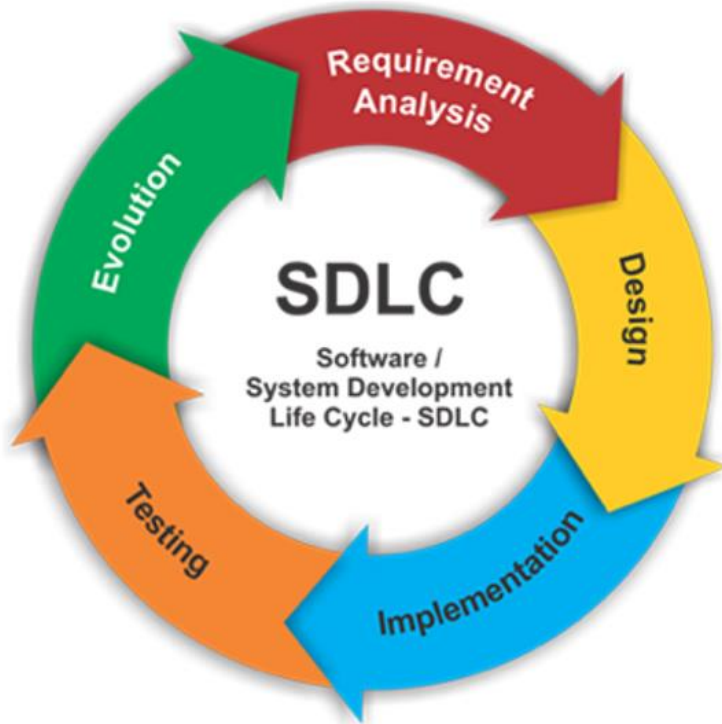 Requirement
Analysis
Design
Implementation
Testing
Evolution
SDLC
Software /
System Development
Life Cycle - SDLC